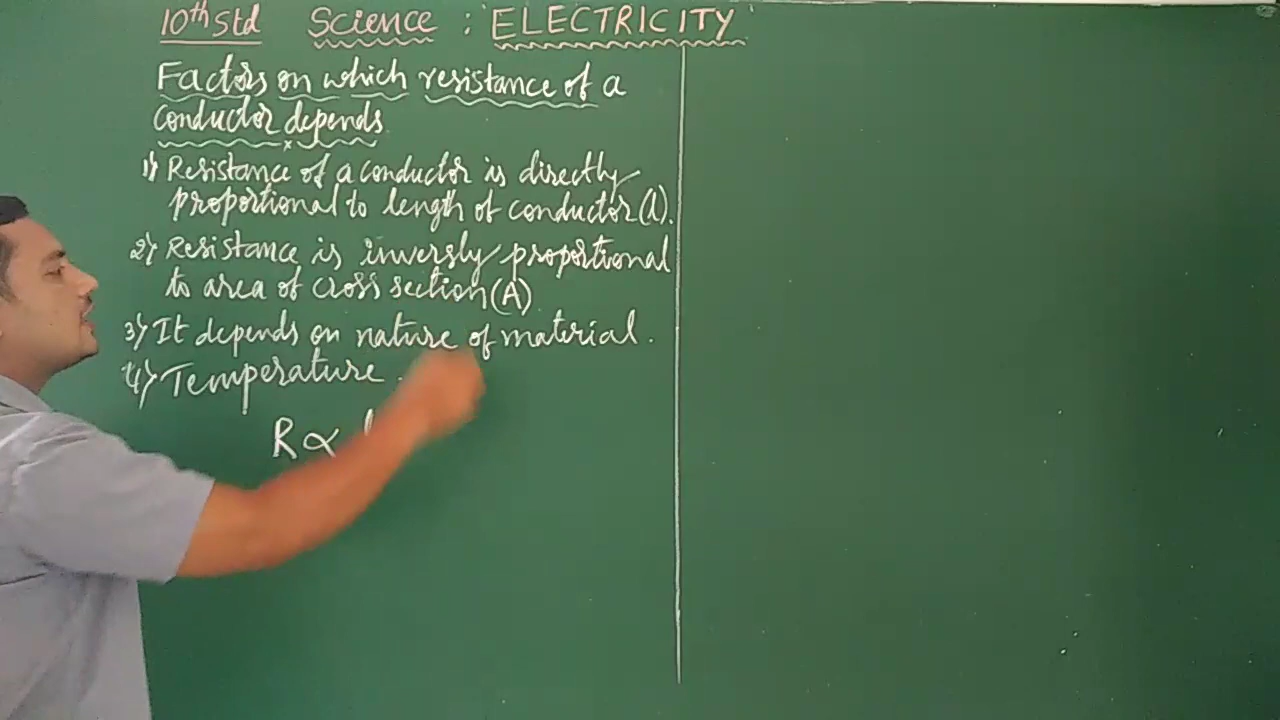 10th Std Science : 'ELECTRICITY'
Factors on which resistance of a
conductor depends
1) Resistance of a conductor is directly
proportional to length of conductor (l).
2) Resistance is inversly proportional
to area of cross section (A)
3) It depends on nature of material.
4) Temperature.
R ∝ l